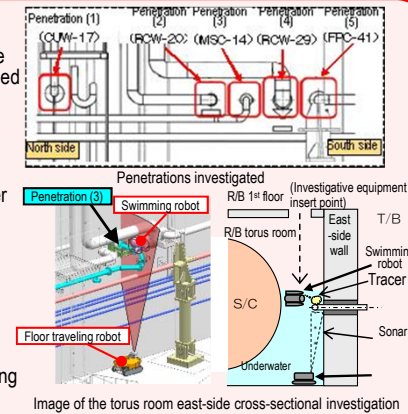 Penetration (1)
(CUW-17)
Penetration
(2)
(RCW-20)
Penetration
(3)
(MSC-14)
Penetration
(4)
(RCW-29)
Penetration
(5)
(FPC-41)
North side
South side
Penetrations investigated
Penetration (3)
Swimming robot
Floor traveling robot
R/B 1st floor
(Investigative equipment
insert point)
R/B torus room
East
-side
wall
T/B
Swimming
robot
Tracer
S/C
Sonar
Underwater
Image of the torus room east-side cross-sectional investigation